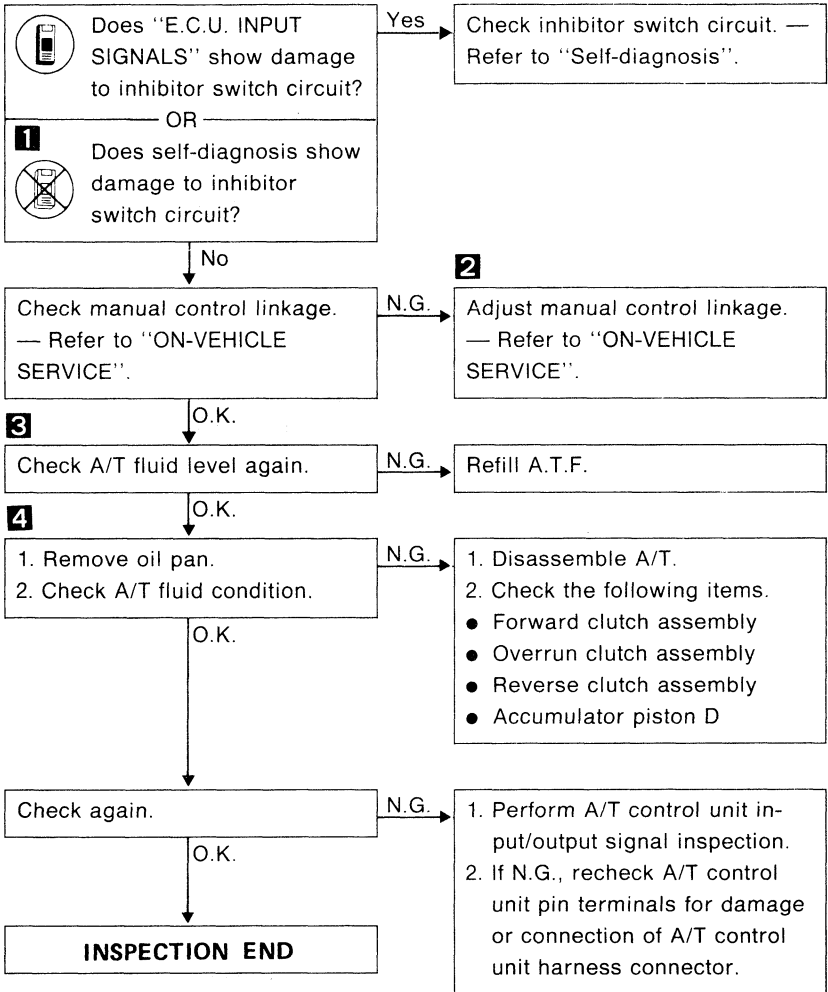 Does "E.C.U. INPUT
SIGNALS" show damage
to inhibitor switch circuit?
Yes
Check inhibitor switch circuit. —
Refer to "Self-diagnosis".
OR
1
Does self-diagnosis show
damage to inhibitor
switch circuit?
No
Check manual control linkage.
— Refer to "ON-VEHICLE
SERVICE".
N.G.
2
Adjust manual control linkage.
— Refer to "ON-VEHICLE
SERVICE".
O.K.
3
Check A/T fluid level again.
N.G.
Refill A.T.F.
O.K.
4
1. Remove oil pan.
2. Check A/T fluid condition.
N.G.
1. Disassemble A/T.
2. Check the following items.
● Forward clutch assembly
● Overrun clutch assembly
● Reverse clutch assembly
● Accumulator piston D
O.K.
Check again.
N.G.
1. Perform A/T control unit in-
put/output signal inspection.
2. If N.G., recheck A/T control
unit pin terminals for damage
or connection of A/T control
unit harness connector.
O.K.
INSPECTION END